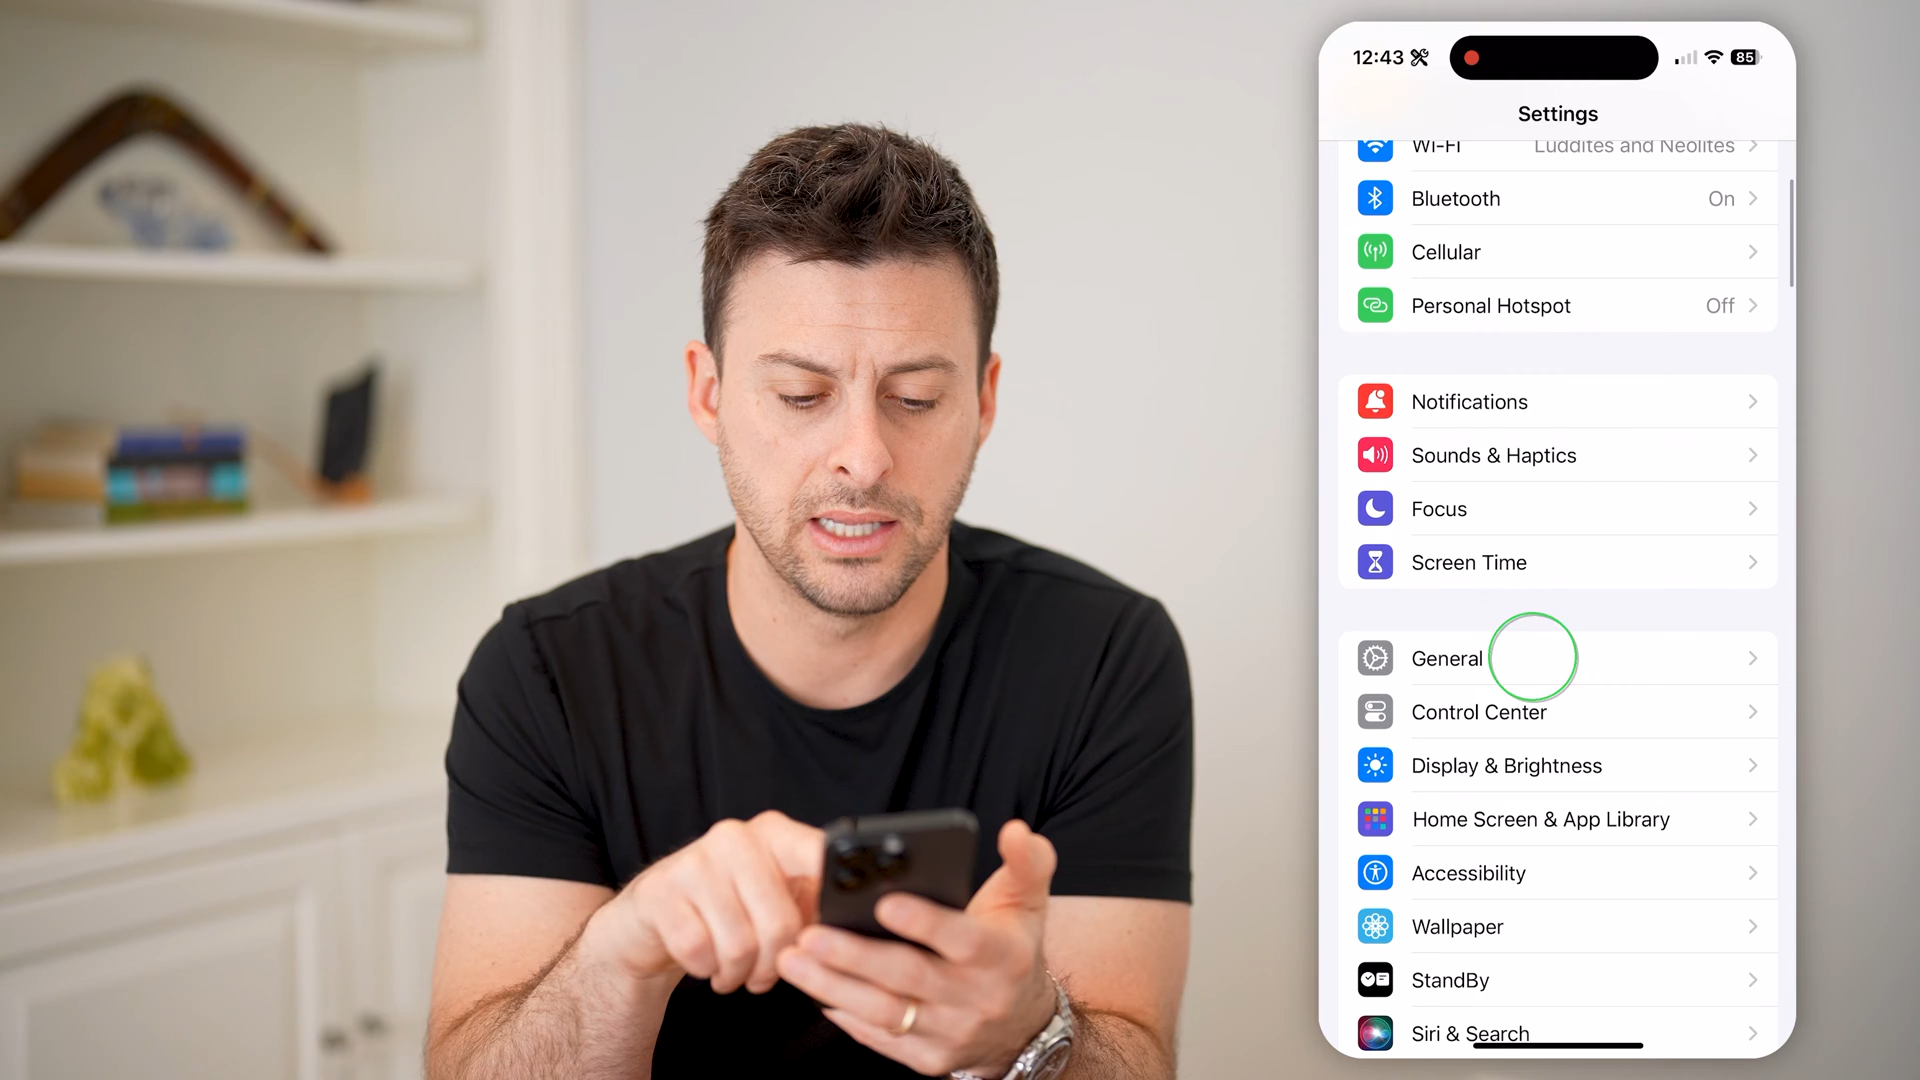 12:43
85
Settings
Wi-Fi Luddites and Neolites
Bluetooth On
Cellular
Personal Hotspot Off
Notifications
Sounds & Haptics
Focus
Screen Time
General
Control Center
Display & Brightness
Home Screen & App Library
Accessibility
Wallpaper
StandBy
Siri & Search